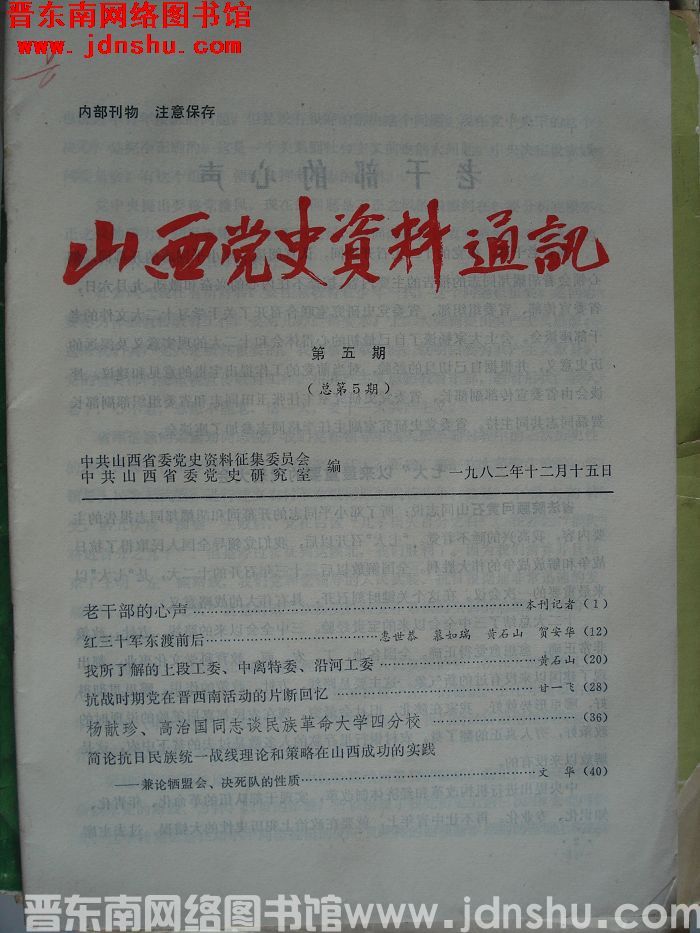 晋东南网络图书馆
www.jdnshu.com
内部刊物 注意保存
山西党史資料通訊
第五期
(总第5期)
中共山西省委党史资料征集委员会
中共山西省委党史研究室 编
一九八二年十二月十五日
老干部的心声……本刊记者(1)
红三十军东渡前后……惠世恭 慕如瑞 黄石山 贺安华(12)
我所了解的上段工委、中离特委、沿河工委……黄石山(20)
抗战时期党在晋西南活动的片断回忆……甘一飞(28)
杨献珍、高治国同志谈民族革命大学四分校……(36)
简论抗日民族统一战线理论和策略在山西成功的实践
——兼论牺盟会、决死队的性质……文华(40)
晋东南网络图书馆 www.jdnshu.com